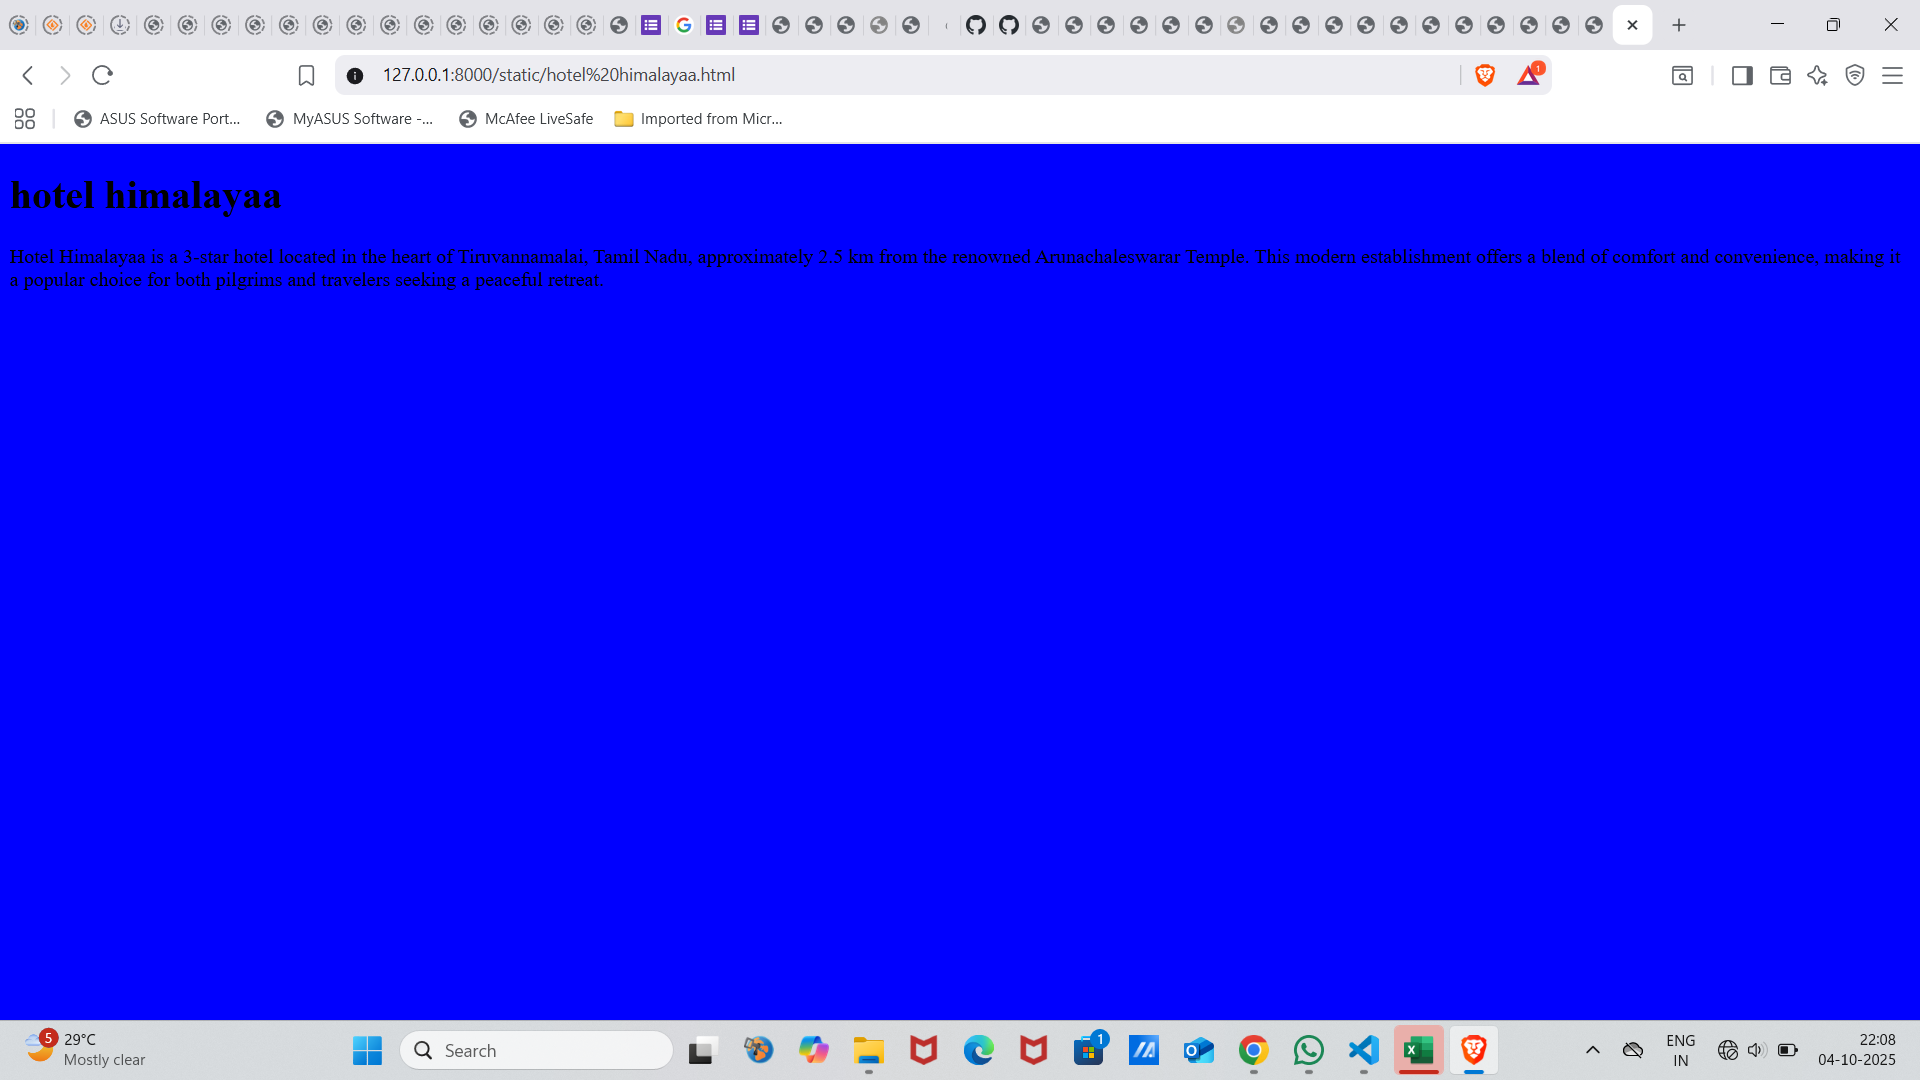 127.0.0.1:8000/static/hotel%20himalayaa.html
1
ASUS Software Port...
MyASUS Software -...
McAfee LiveSafe
Imported from Micr...
hotel himalayaa
Hotel Himalayaa is a 3-star hotel located in the heart of Tiruvannamalai, Tamil Nadu, approximately 2.5 km from the renowned Arunachaleswarar Temple. This modern establishment offers a blend of comfort and convenience, making it
a popular choice for both pilgrims and travelers seeking a peaceful retreat.
5
29°C
Mostly clear
Search
1
ENG
IN
22:08
04-10-2025